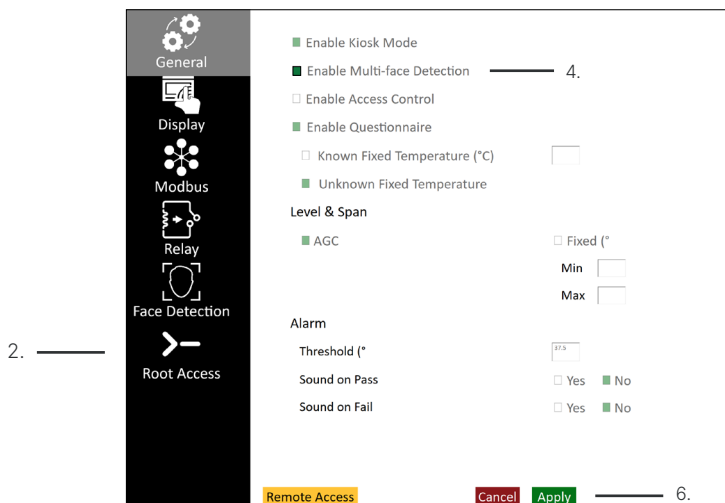 General
Display
Modbus
Relay
Face Detection
2.
Root Access
Enable Kiosk Mode
Enable Multi-face Detection 4.
Enable Access Control
Enable Questionnaire
Known Fixed Temperature (°C)
Unknown Fixed Temperature
Level & Span
AGC Fixed (°
Min
Max
Alarm
Threshold (° 37.5
Sound on Pass Yes No
Sound on Fail Yes No
Remote Access Cancel Apply 6.